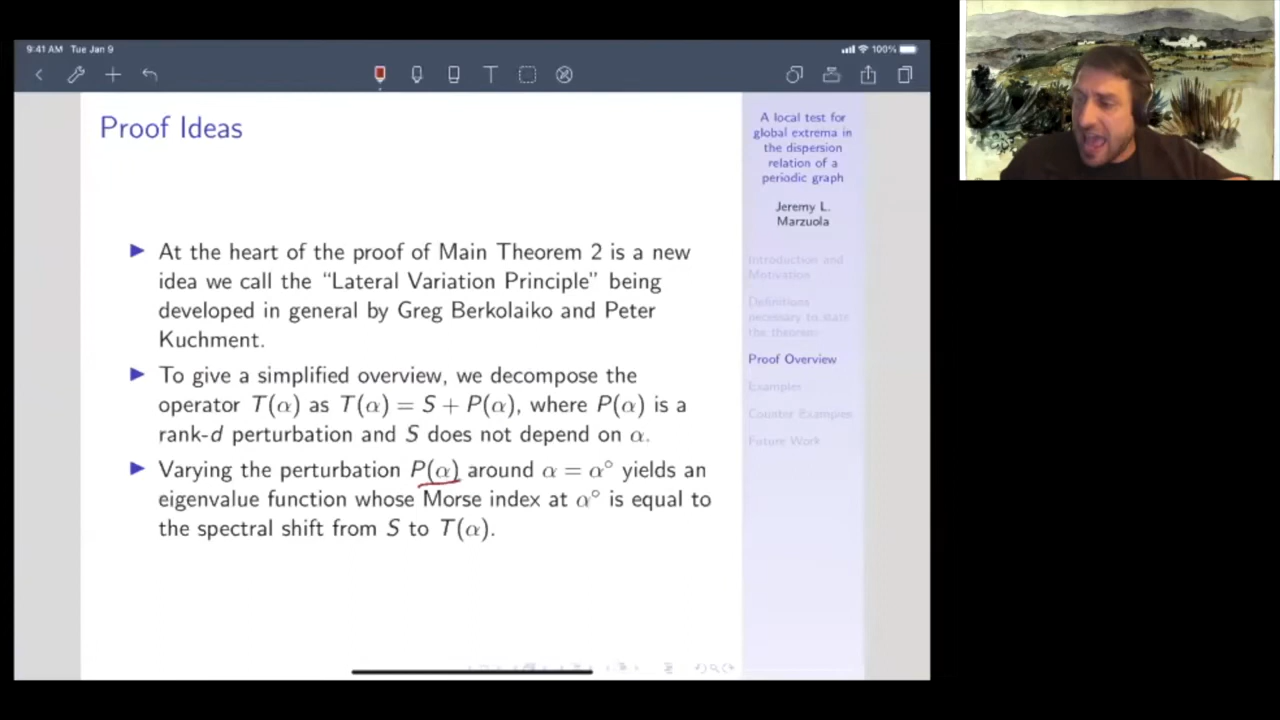 9:41 AM Tue Jan 9
100%
T
Proof Ideas
At the heart of the proof of Main Theorem 2 is a new
idea we call the “Lateral Variation Principle” being
developed in general by Greg Berkolaiko and Peter
Kuchment.
To give a simplified overview, we decompose the
operator T(α) as T(α) = S + P(α), where P(α) is a
rank-d perturbation and S does not depend on α.
Varying the perturbation P(α) around α = α° yields an
eigenvalue function whose Morse index at α° is equal to
the spectral shift from S to T(α).
A local test for
global extrema in
the dispersion
relation of a
periodic graph
Jeremy L.
Marzuola
Introduction and
Motivation
Definitions
necessary to state
the theorem
Proof Overview
Examples
Counter Examples
Future Work